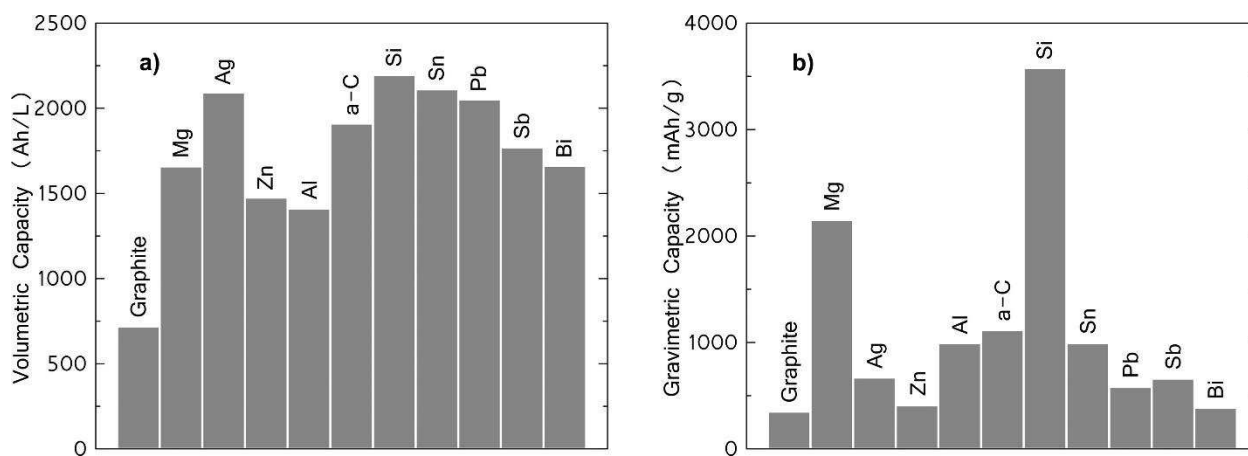 a)
Volumetric Capacity (Ah/L)
2500
2000
1500
1000
500
0
Graphite
Mg
Ag
Zn
Al
a-C
Si
Sn
Pb
Sb
Bi
b)
Gravimetric Capacity (mAh/g)
4000
3000
2000
1000
0
Graphite
Mg
Ag
Zn
Al
a-C
Si
Sn
Pb
Sb
Bi